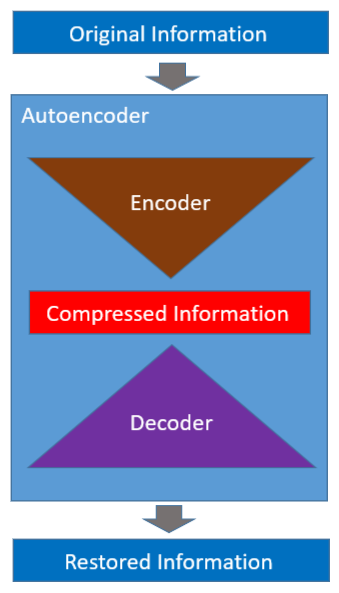 Original Information
Autoencoder
Encoder
Compressed Information
Decoder
Restored Information